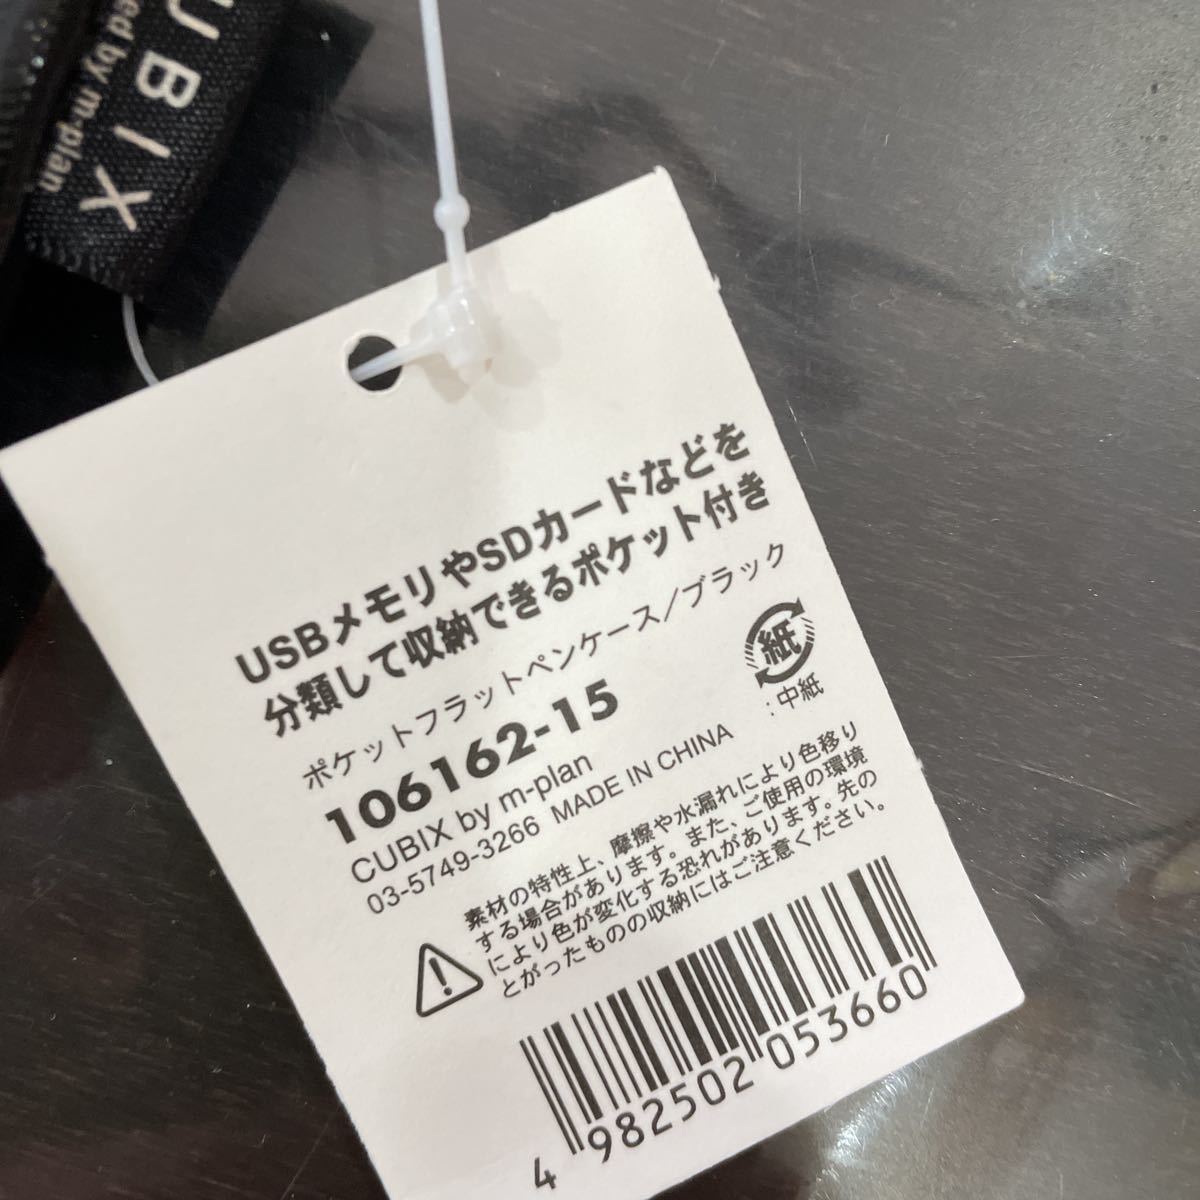 UBIX
ed by m-plan
USBメモリやSDカードなどを
分類して収納できるポケット付き
ポケットフラットペンケース/ブラック
106162-15
CUBIX by m-plan
03-5749-3266 MADE IN CHINA
紙
:中紙
素材の特性上、摩擦や水漏れにより色移り
する場合があります。また、ご使用の環境
により色が変化する恐れがあります。先の
とがったものの収納にはご注意ください。
4 982502 053660